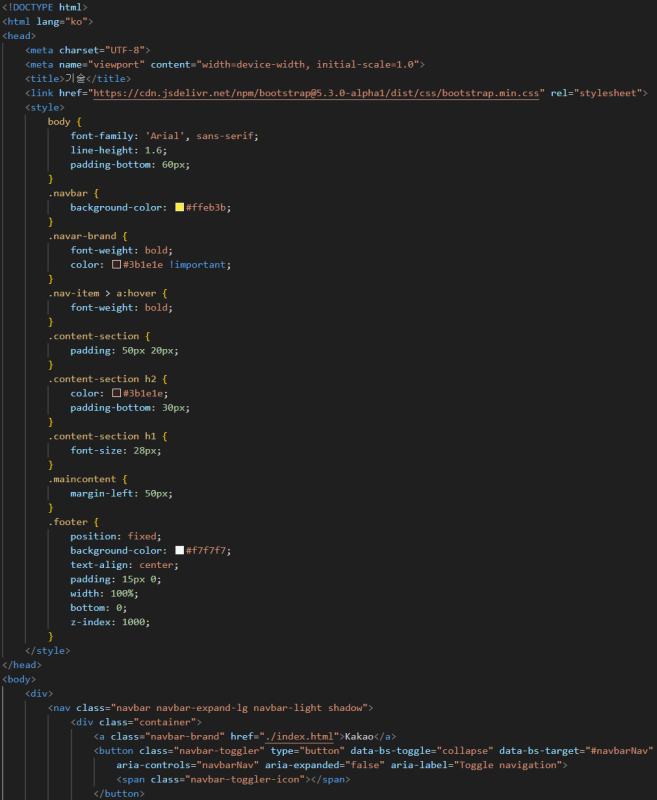 <!DOCTYPE html>
<html lang="ko">
<head>
    <meta charset="UTF-8">
    <meta name="viewport" content="width=device-width, initial-scale=1.0">
    <title>기술</title>
    <link href="https://cdn.jsdelivr.net/npm/bootstrap@5.3.0-alpha1/dist/css/bootstrap.min.css" rel="stylesheet">
    <style>
        body {
            font-family: 'Arial', sans-serif;
            line-height: 1.6;
            padding-bottom: 60px;
        }
        .navbar {
            background-color: #ffeb3b;
        }
        .navar-brand {
            font-weight: bold;
            color: #3b1e1e !important;
        }
        .nav-item > a:hover {
            font-weight: bold;
        }
        .content-section {
            padding: 50px 20px;
        }
        .content-section h2 {
            color: #3b1e1e;
            padding-bottom: 30px;
        }
        .content-section h1 {
            font-size: 28px;
        }
        .maincontent {
            margin-left: 50px;
        }
        .footer {
            position: fixed;
            background-color: #f7f7f7;
            text-align: center;
            padding: 15px 0;
            width: 100%;
            bottom: 0;
            z-index: 1000;
        }
    </style>
</head>
<body>
    <div>
        <nav class="navbar navbar-expand-lg navbar-light shadow">
            <div class="container">
                <a class="navbar-brand" href="./index.html">Kakao</a>
                <button class="navbar-toggler" type="button" data-bs-toggle="collapse" data-bs-target="#navbarNav"
                    aria-controls="navbarNav" aria-expanded="false" aria-label="Toggle navigation">
                    <span class="navbar-toggler-icon"></span>
                </button>